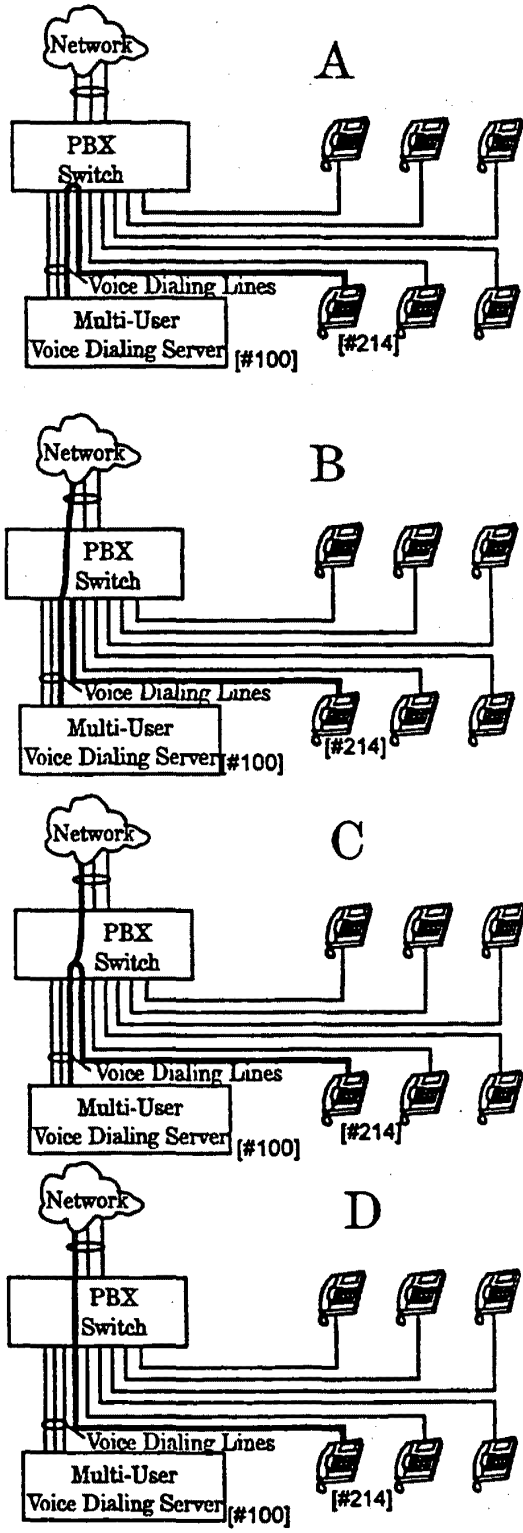 Network
A
PBX
Switch
Voice Dialing Lines
Multi-User
Voice Dialing Server
[#100]
[#214]
Network
B
PBX
Switch
Voice Dialing Lines
Multi-User
Voice Dialing Server
[#100]
[#214]
Network
C
PBX
Switch
Voice Dialing Lines
Multi-User
Voice Dialing Server
[#100]
[#214]
Network
D
PBX
Switch
Voice Dialing Lines
Multi-User
Voice Dialing Server
[#100]
[#214]